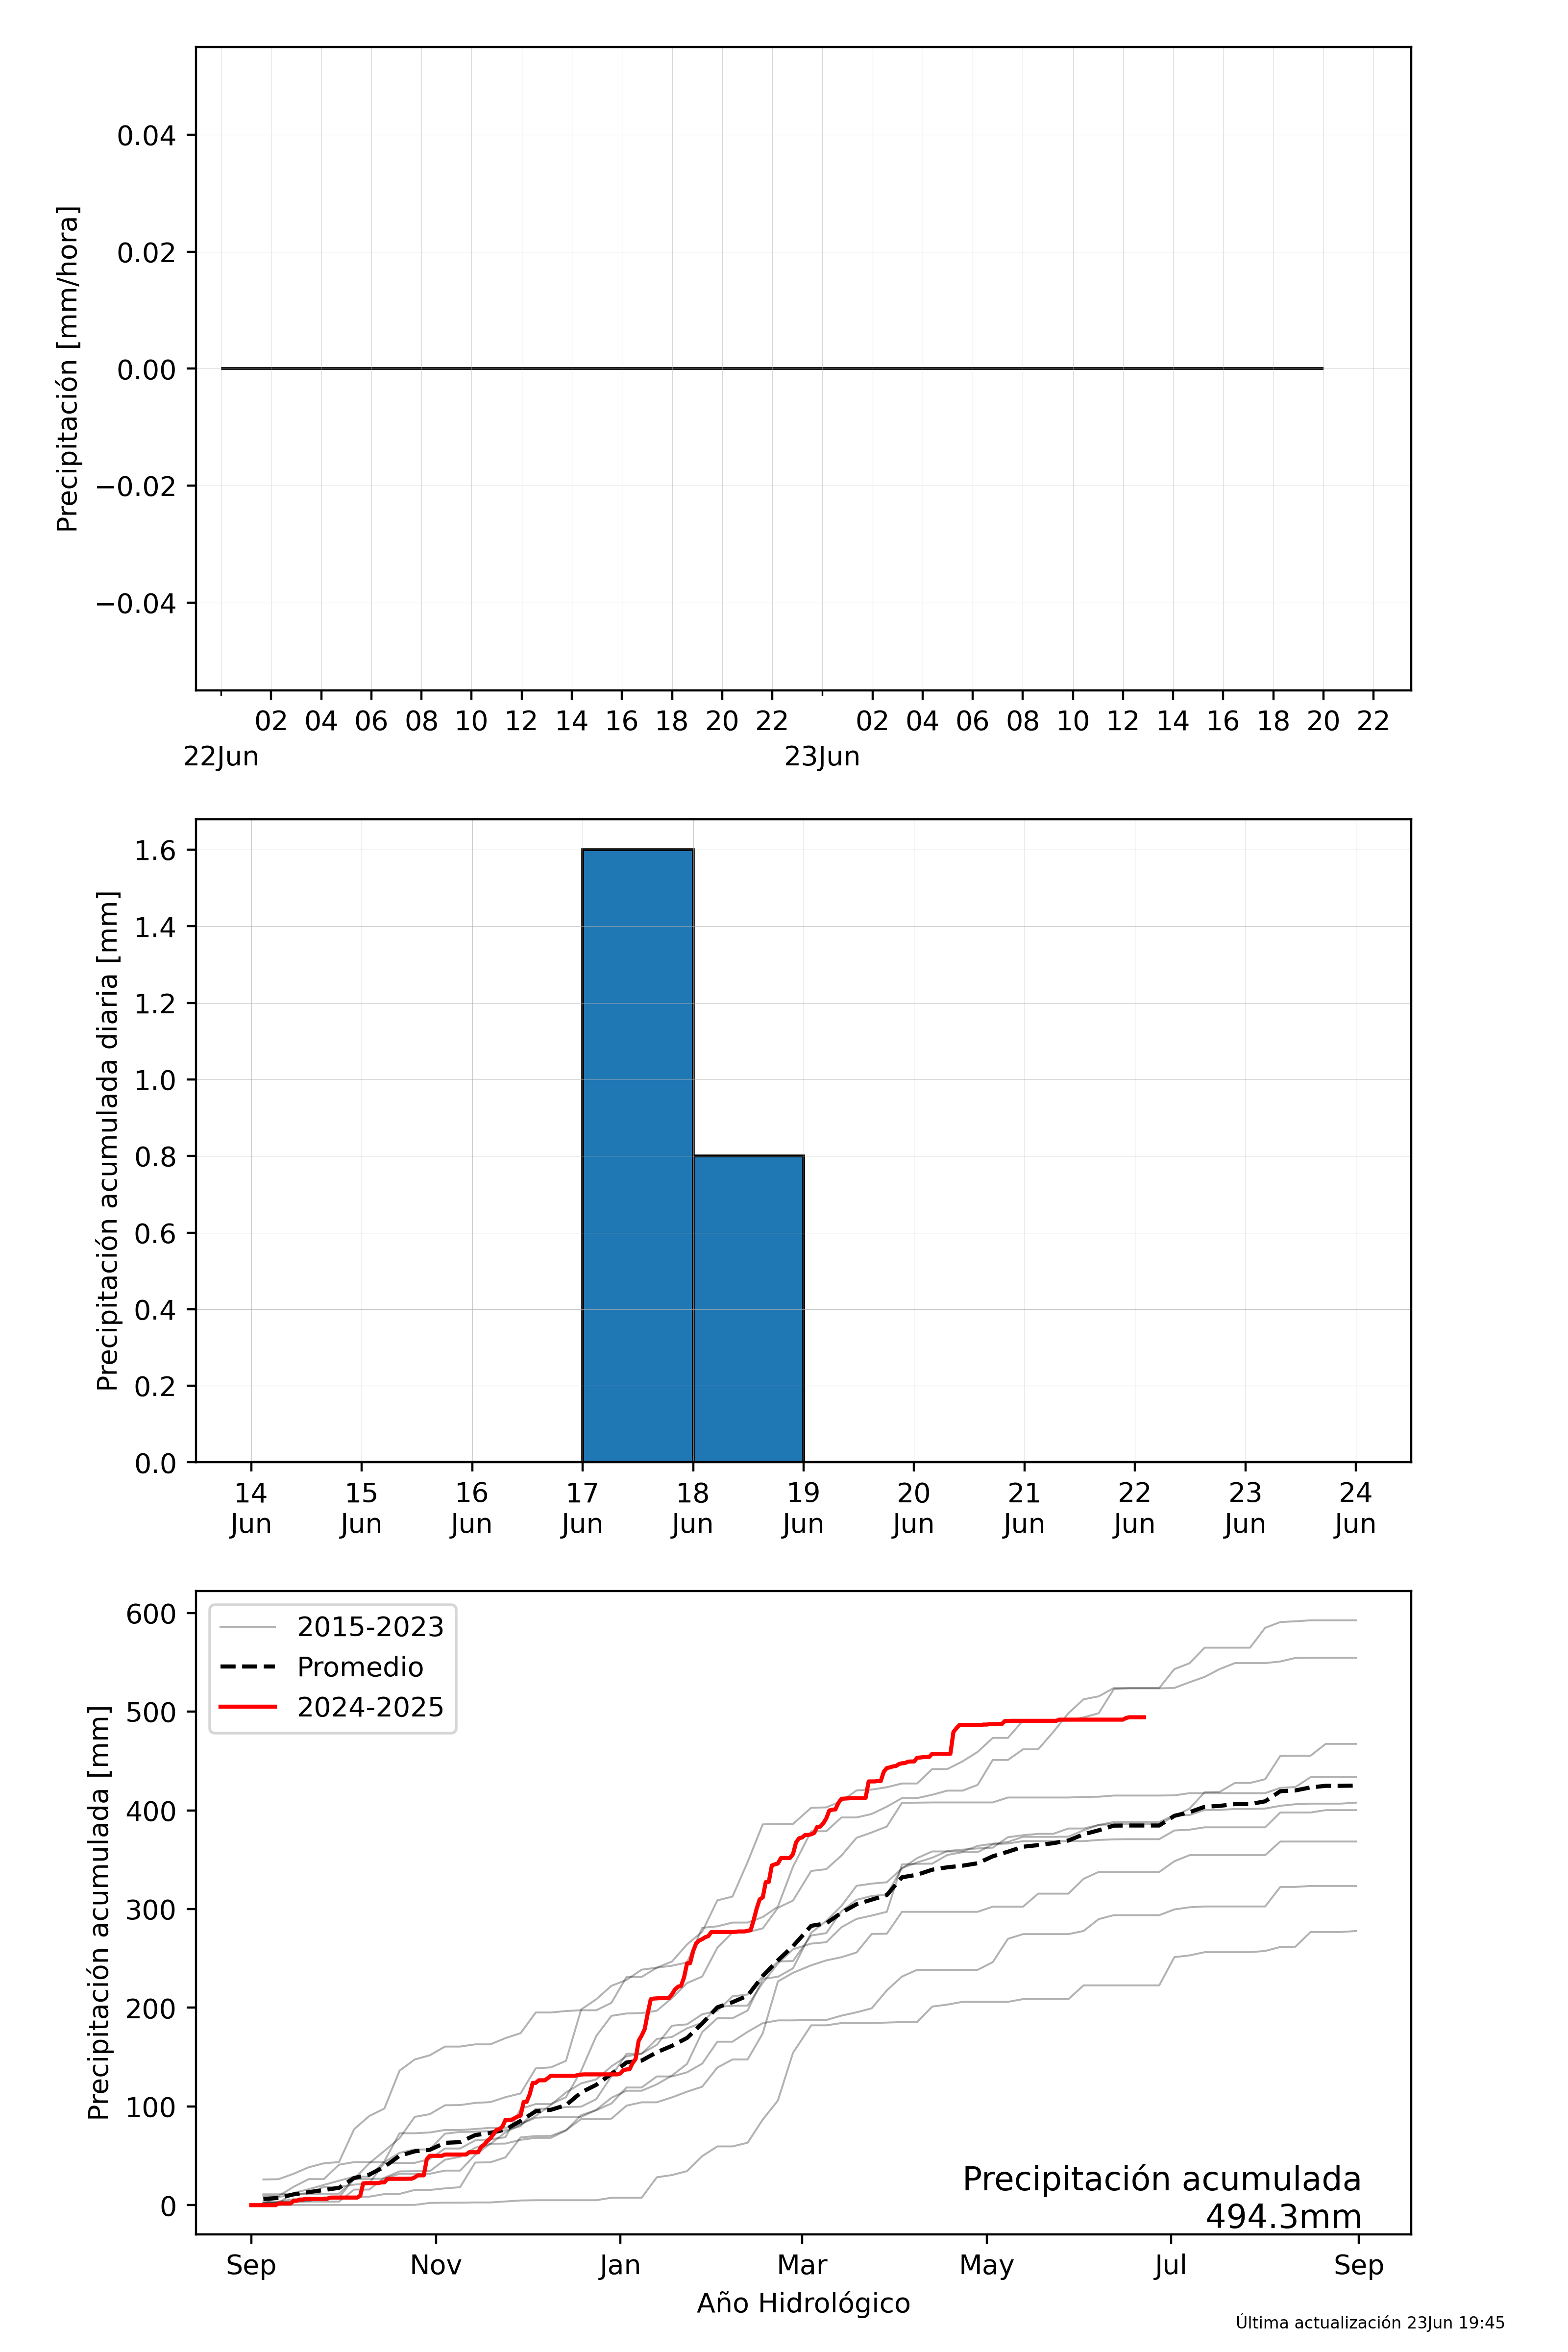 Precipitación [mm/hora]
0.04
0.02
0.00
−0.02
−0.04
02 04 06 08 10 12 14 16 18 20 22 02 04 06 08 10 12 14 16 18 20 22
22Jun 23Jun
Precipitación acumulada diaria [mm]
1.6
1.4
1.2
1.0
0.8
0.6
0.4
0.2
0.0
14 15 16 17 18 19 20 21 22 23 24
Jun Jun Jun Jun Jun Jun Jun Jun Jun Jun Jun
Precipitación acumulada [mm]
600
500
400
300
200
100
0
2015-2023
Promedio
2024-2025
Precipitación acumulada
494.3mm
Sep Nov Jan Mar May Jul Sep
Año Hidrológico
Última actualización 23Jun 19:45